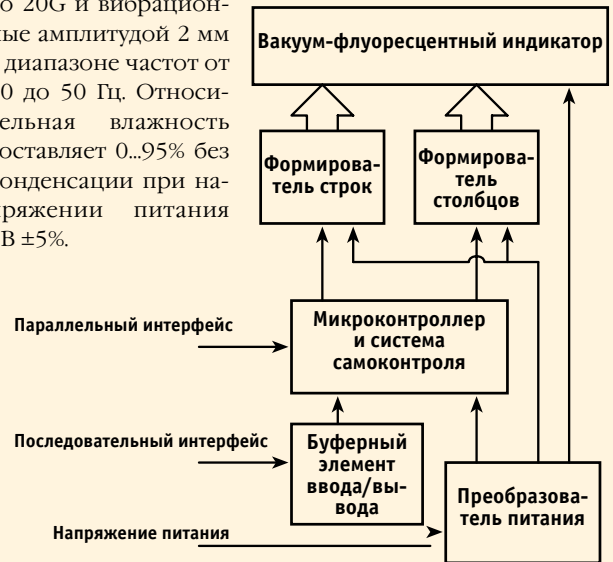 о 20G и вибрацион-
ные амплитудой 2 мм
диапазоне частот от
0 до 50 Гц. Относи-
ельная влажность
оставляет 0...95% без
онденсации при на-
ряжении питания
В ±5%.
Вакуум-флуоресцентный индикатор
Формирова-
тель строк
Формирова-
тель
столбцов
Параллельный интерфейс
Микроконтроллер
и система
самоконтроля
Последовательный интерфейс
Буферный
элемент
ввода/вы-
вода
Напряжение питания
Преобразова-
тель питания